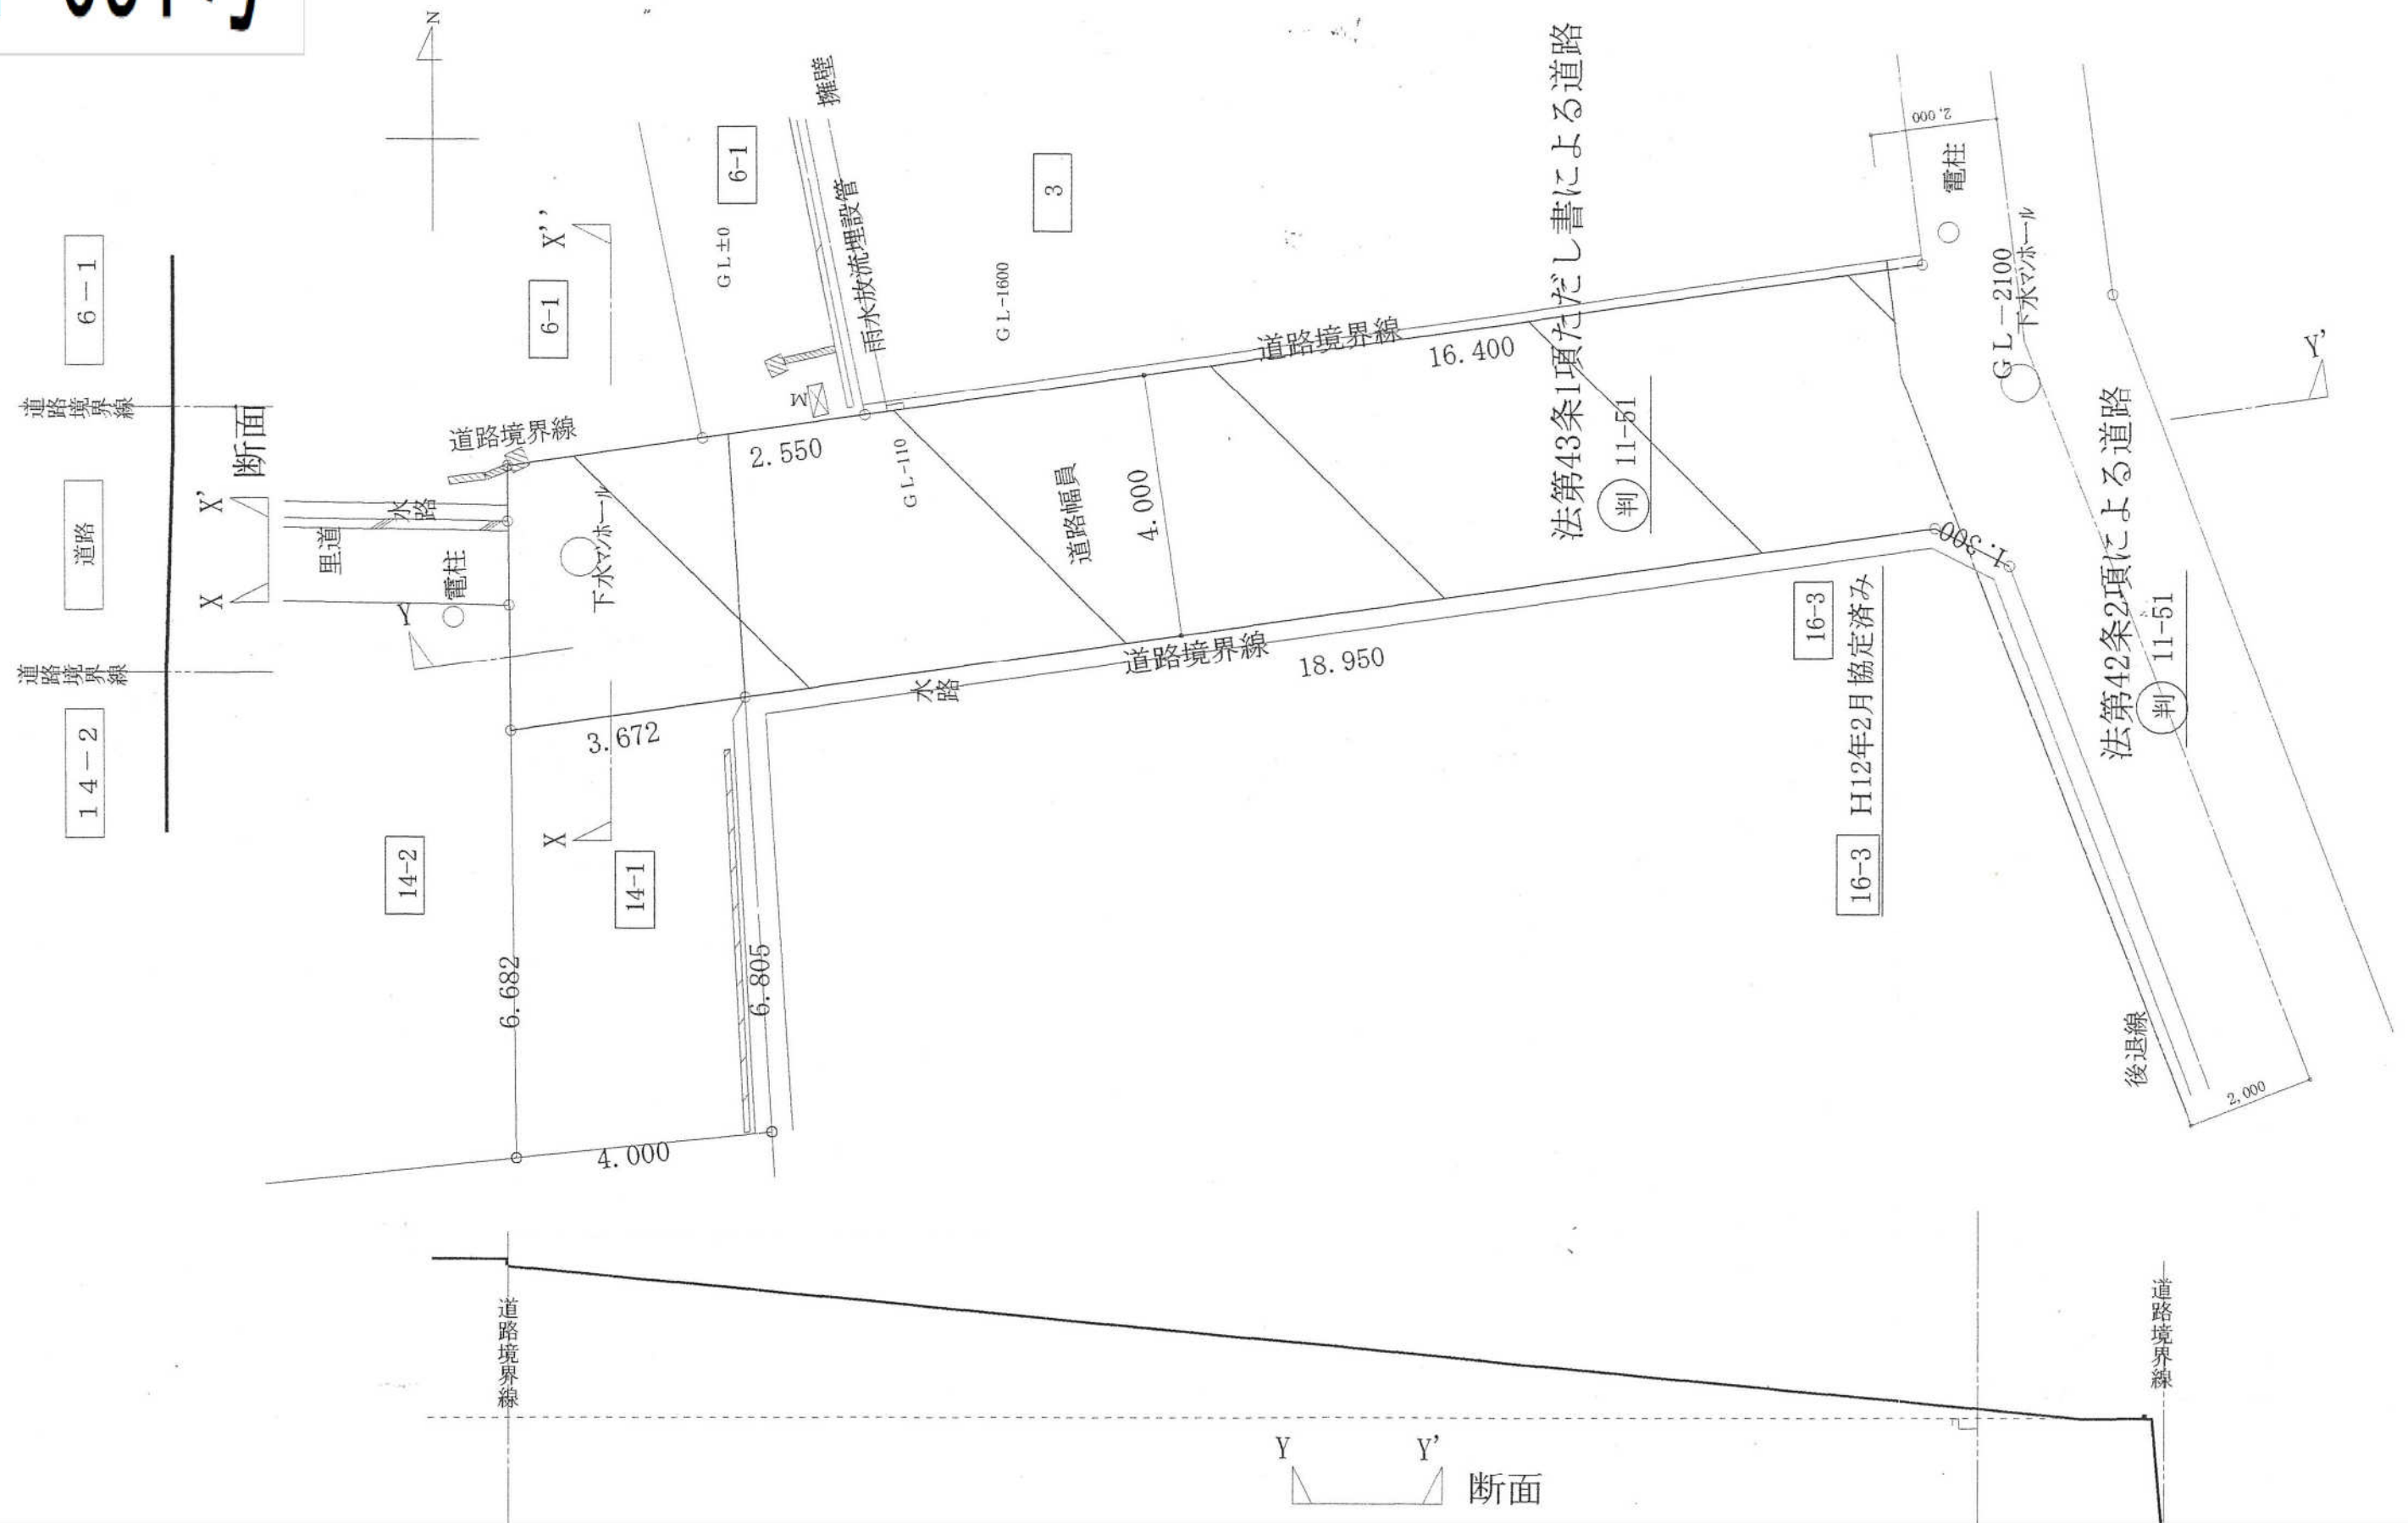 6-1
道路境界線
道路
道路境界線
14-2
断面
X'
X
N
6-1
X''
6-1
GL±0
擁壁
雨水放流埋設管
3
GL-1600
M
道路境界線
2.550
GL-110
水路
里道
電柱
Y
下水マンホール
道路幅員
4.000
道路境界線
16.400
法第43条1項ただし書による道路
判 11-51
2,000
電柱
GL-2100
下水マンホール
Y'
法第42条2項による道路
判 11-51
1.300
道路境界線
18.950
水路
3.672
X
14-2
14-1
6.682
6.805
4.000
16-3
16-3 H12年2月協定済み
後退線
2,000
道路境界線
道路境界線
Y Y'
断面